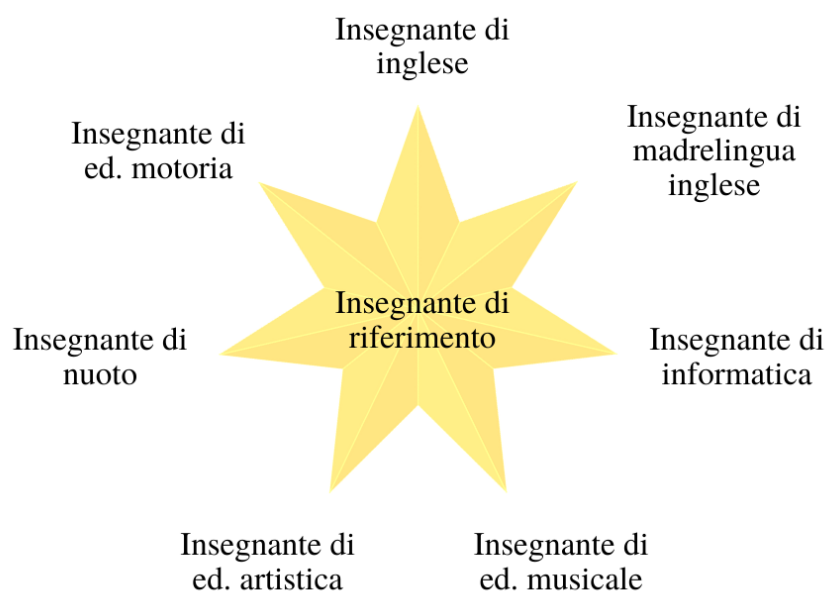 Insegnante di
inglese
Insegnante di
madrelingua
inglese
Insegnante di
ed. motoria
Insegnante di
riferimento
Insegnante di
nuoto
Insegnante di
informatica
Insegnante di
ed. artistica
Insegnante di
ed. musicale